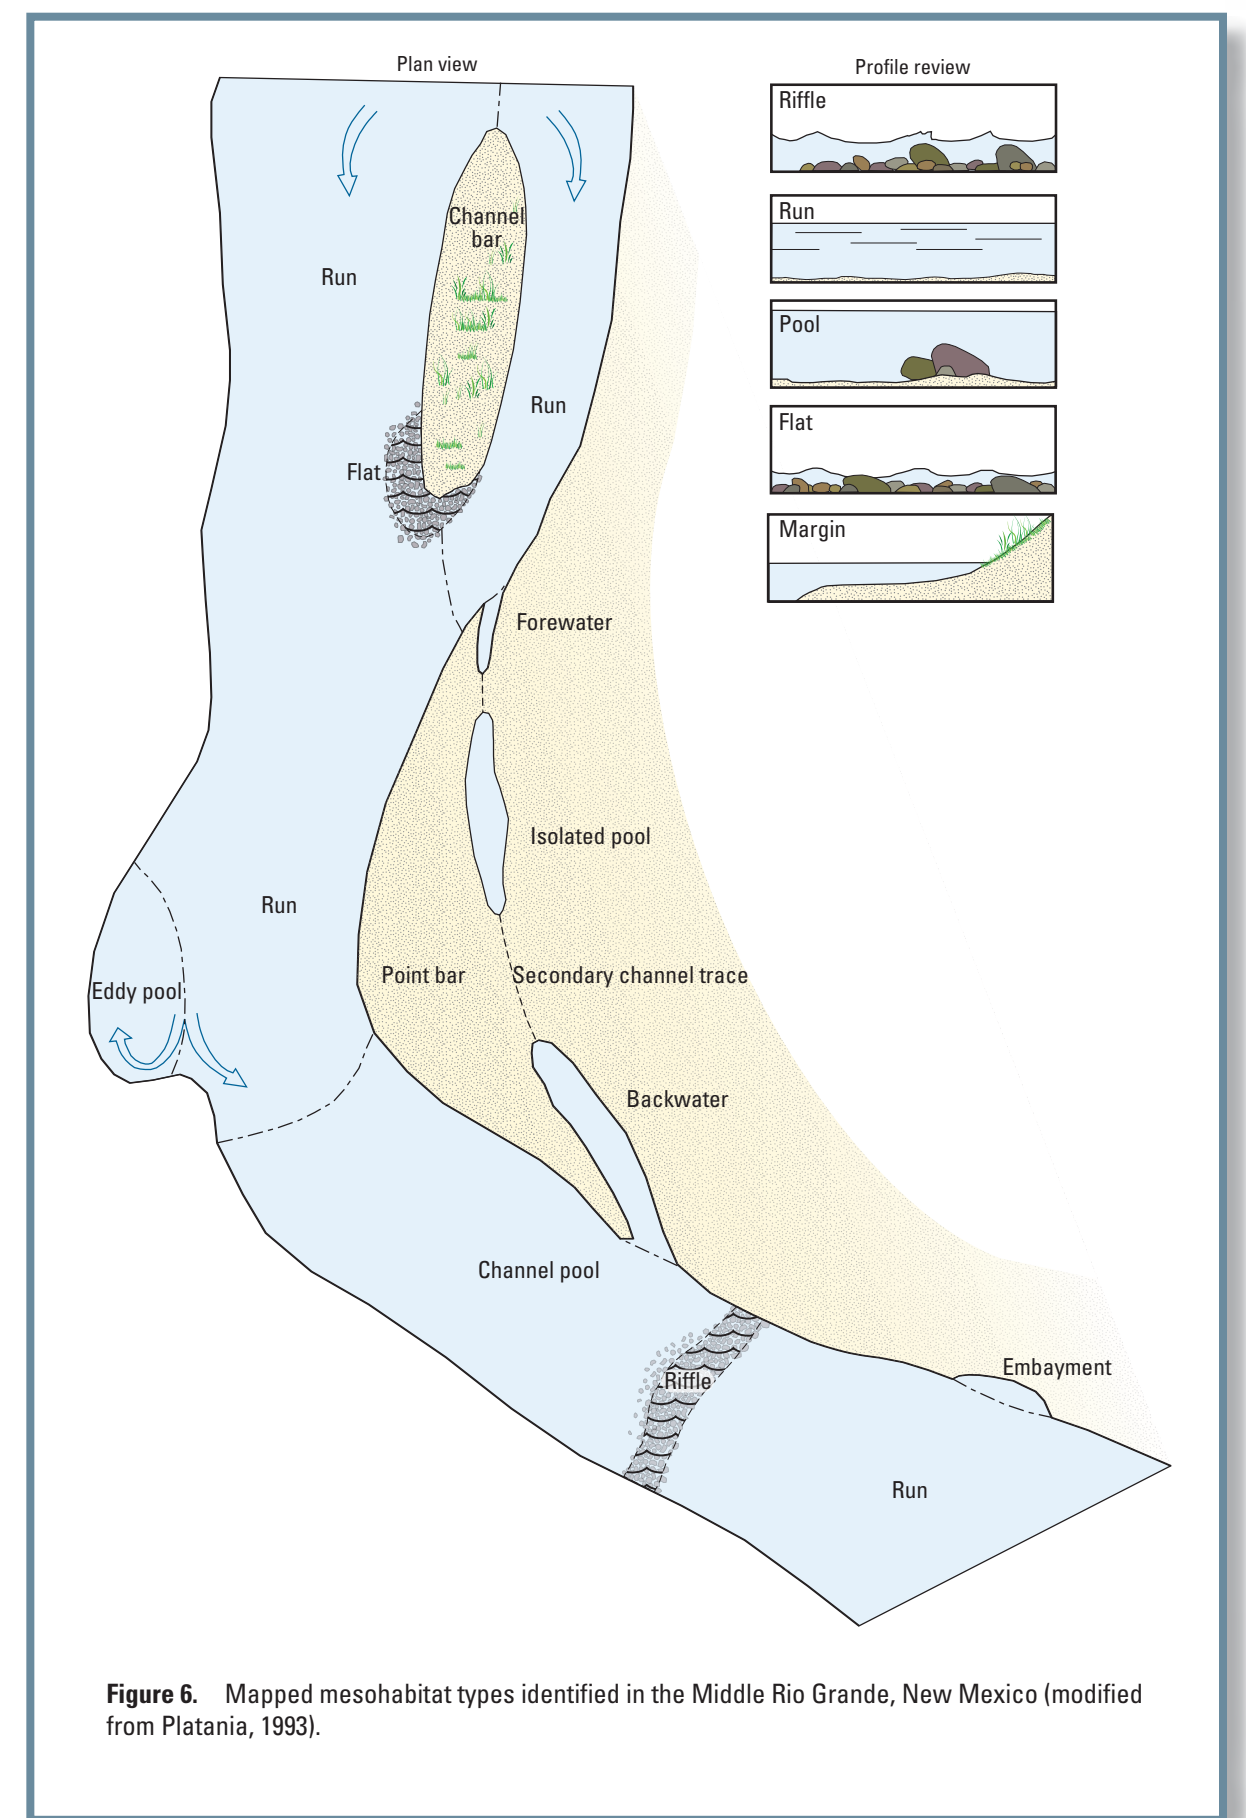 Plan view
Channel
bar
Run
Run
Flat
Forewater
Isolated pool
Run
Point bar
Secondary channel trace
Eddy pool
Backwater
Channel pool
Riffle
Embayment
Run
Profile review
Riffle
Run
Pool
Flat
Margin
Figure 6. Mapped mesohabitat types identified in the Middle Rio Grande, New Mexico (modified
from Platania, 1993).